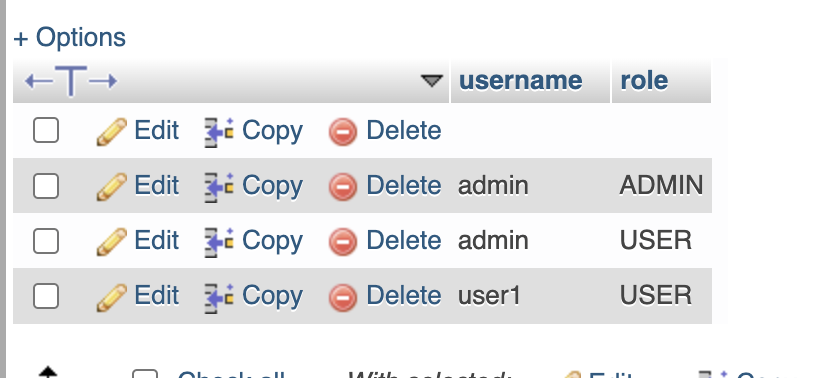 + Options
←T→ username role
Edit Copy Delete
Edit Copy Delete admin ADMIN
Edit Copy Delete admin USER
Edit Copy Delete user1 USER
Check all With selected: Edit